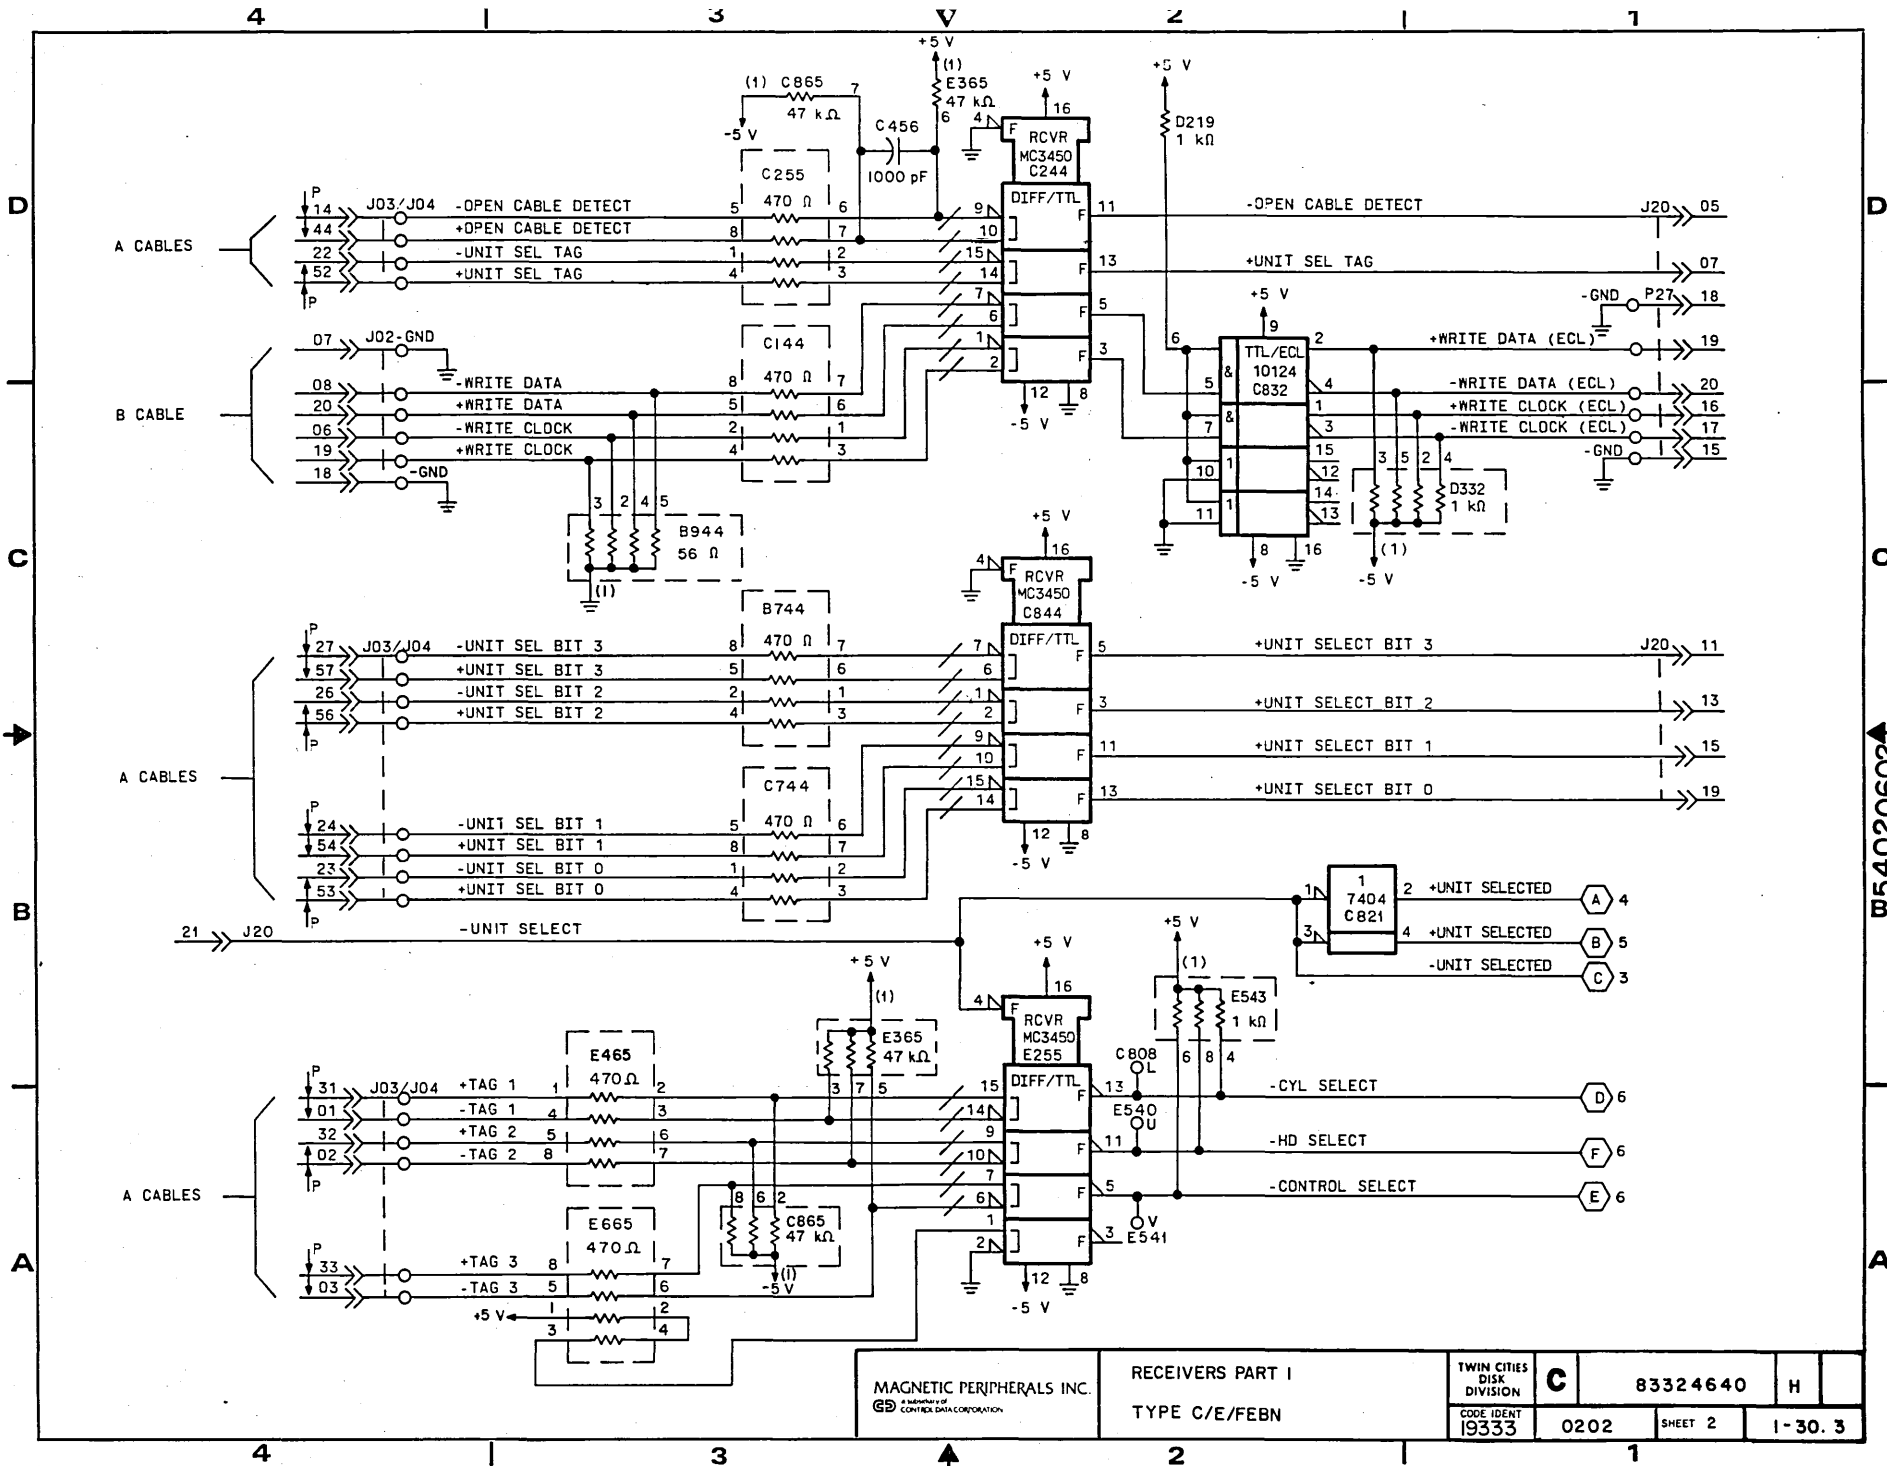 4 3 V 2 1
+5 V
(1)
E365
47 kΩ
6
(1) C865 7
47 kΩ
-5 V
C456
1000 pF
+5 V
16
4 F
RCVR
MC3450
C244
DIFF/TTL
+5 V
D219
1 kΩ
D D
C255
470 Ω
A CABLES
P
14 J03/J04 -OPEN CABLE DETECT 5 6 9 F 11 -OPEN CABLE DETECT J20 05
44 +OPEN CABLE DETECT 8 7 10
22 -UNIT SEL TAG 1 2 15 F 13 +UNIT SEL TAG 07
52 +UNIT SEL TAG 4 3 14
P
7 F 5
6
1 F 3
2
12 8
-5 V
-GND P27 18
B CABLE
C144
470 Ω
07 J02-GND
08 -WRITE DATA 8 7
20 +WRITE DATA 5 6
06 -WRITE CLOCK 2 1
19 +WRITE CLOCK 4 3
18 -GND
3 2 4 5
B944
56 Ω
(1)
+5 V
9
TTL/ECL
10124
C832
6 2 +WRITE DATA (ECL) 19
5 & 4 -WRITE DATA (ECL) 20
& 1 +WRITE CLOCK (ECL) 16
7 3 -WRITE CLOCK (ECL) 17
15 -GND 15
10 1 12
14
11 1 13
8 16
-5 V
3 5 2 4
D332
1 kΩ
(1)
-5 V
C C
+5 V
16
4 F
RCVR
MC3450
C844
DIFF/TTL
B744
470 Ω
A CABLES
P
27 J03/J04 -UNIT SEL BIT 3 8 7 7 F 5 +UNIT SELECT BIT 3 J20 11
57 +UNIT SEL BIT 3 5 6 6
26 -UNIT SEL BIT 2 2 1 1 F 3 +UNIT SELECT BIT 2 13
56 +UNIT SEL BIT 2 4 3 2
P
9 F 11 +UNIT SELECT BIT 1 15
10
15 F 13 +UNIT SELECT BIT 0 19
14
12 8
-5 V
C744
470 Ω
P
24 -UNIT SEL BIT 1 5 6
54 +UNIT SEL BIT 1 8 7
23 -UNIT SEL BIT 0 1 2
53 +UNIT SEL BIT 0 4 3
P
B B
21 J20 -UNIT SELECT
1
7404
C821
1 2 +UNIT SELECTED A 4
3 4 +UNIT SELECTED B 5
-UNIT SELECTED C 3
+5 V
(1)
E365
47 kΩ
3 7 5
+5 V
16
4 F
RCVR
MC3450
E255
DIFF/TTL
+5 V
(1)
E543
1 kΩ
6 8 4
C808
L
E540
U
V
E541
E465
470 Ω
A CABLES
P
31 J03/J04 +TAG 1 1 2 15 F 13 -CYL SELECT D 6
01 -TAG 1 4 3 14
32 +TAG 2 5 6 9 F 11 -HD SELECT F 6
02 -TAG 2 8 7 10
P
7 F 5 -CONTROL SELECT E 6
6
1 F 3
2
12 8
-5 V
8 6 2
C865
47 kΩ
(1)
-5 V
E665
470 Ω
P
33 +TAG 3 8 7
03 -TAG 3 5 6
+5 V 1 2
3 4
A A
B54020602
MAGNETIC PERIPHERALS INC.
a subsidiary of
CONTROL DATA CORPORATION
RECEIVERS PART I
TYPE C/E/FEBN
TWIN CITIES
DISK
DIVISION
C 83324640 H
CODE IDENT
19333
0202 SHEET 2 1-30.3
4 3 2 1